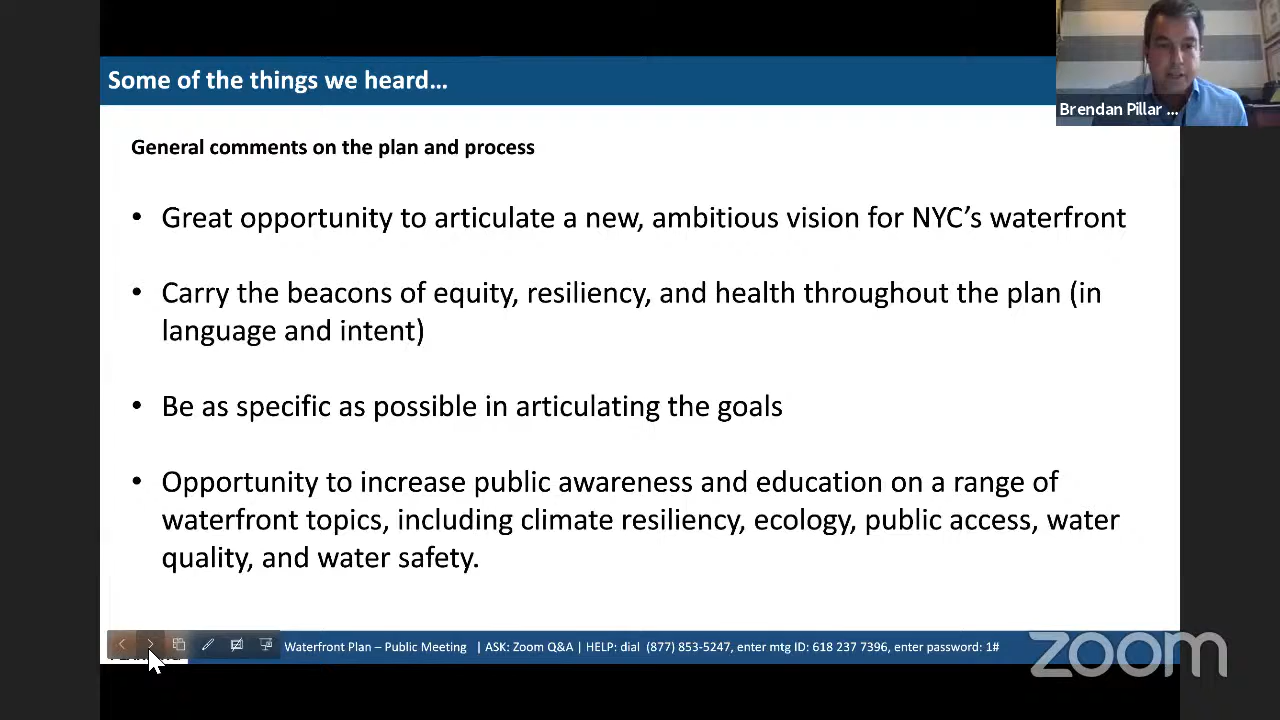 Some of the things we heard…
Brendan Pillar ...
General comments on the plan and process
• Great opportunity to articulate a new, ambitious vision for NYC’s waterfront
• Carry the beacons of equity, resiliency, and health throughout the plan (in
language and intent)
• Be as specific as possible in articulating the goals
• Opportunity to increase public awareness and education on a range of
waterfront topics, including climate resiliency, ecology, public access, water
quality, and water safety.
Waterfront Plan – Public Meeting | ASK: Zoom Q&A | HELP: dial (877) 853-5247, enter mtg ID: 618 237 7396, enter password: 1#
zoom